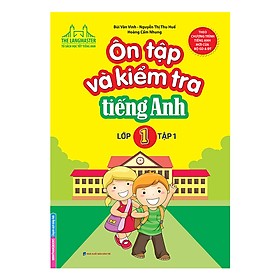 Bùi Văn Vinh - Nguyễn Thị Thu Huế
Hoàng Cẩm Nhung
THE LANGMASTER
TỦ SÁCH HỌC TỐT TIẾNG ANH
THEO
CHƯƠNG TRÌNH
TIẾNG ANH
MỚI CỦA
BỘ GD & ĐT
Ôn tập
và kiểm tra
tiếng Anh
LỚP 1 TẬP 1